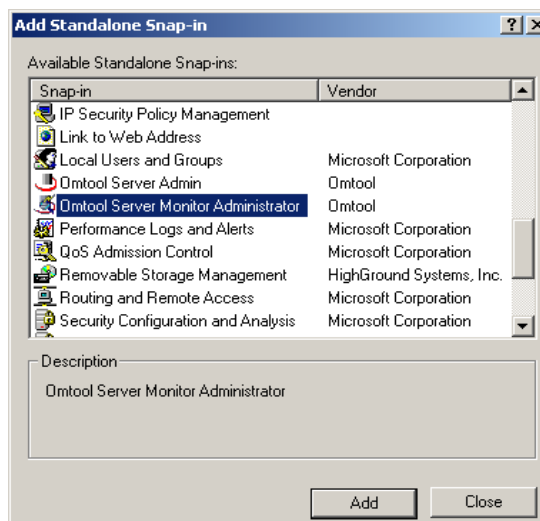 Add Standalone Snap-in
Available Standalone Snap-ins:
Snap-in Vendor
IP Security Policy Management
Link to Web Address
Local Users and Groups Microsoft Corporation
Omtool Server Admin Omtool
Omtool Server Monitor Administrator Omtool
Performance Logs and Alerts Microsoft Corporation
QoS Admission Control Microsoft Corporation
Removable Storage Management HighGround Systems, Inc.
Routing and Remote Access Microsoft Corporation
Security Configuration and Analysis Microsoft Corporation
Description
Omtool Server Monitor Administrator
Add Close